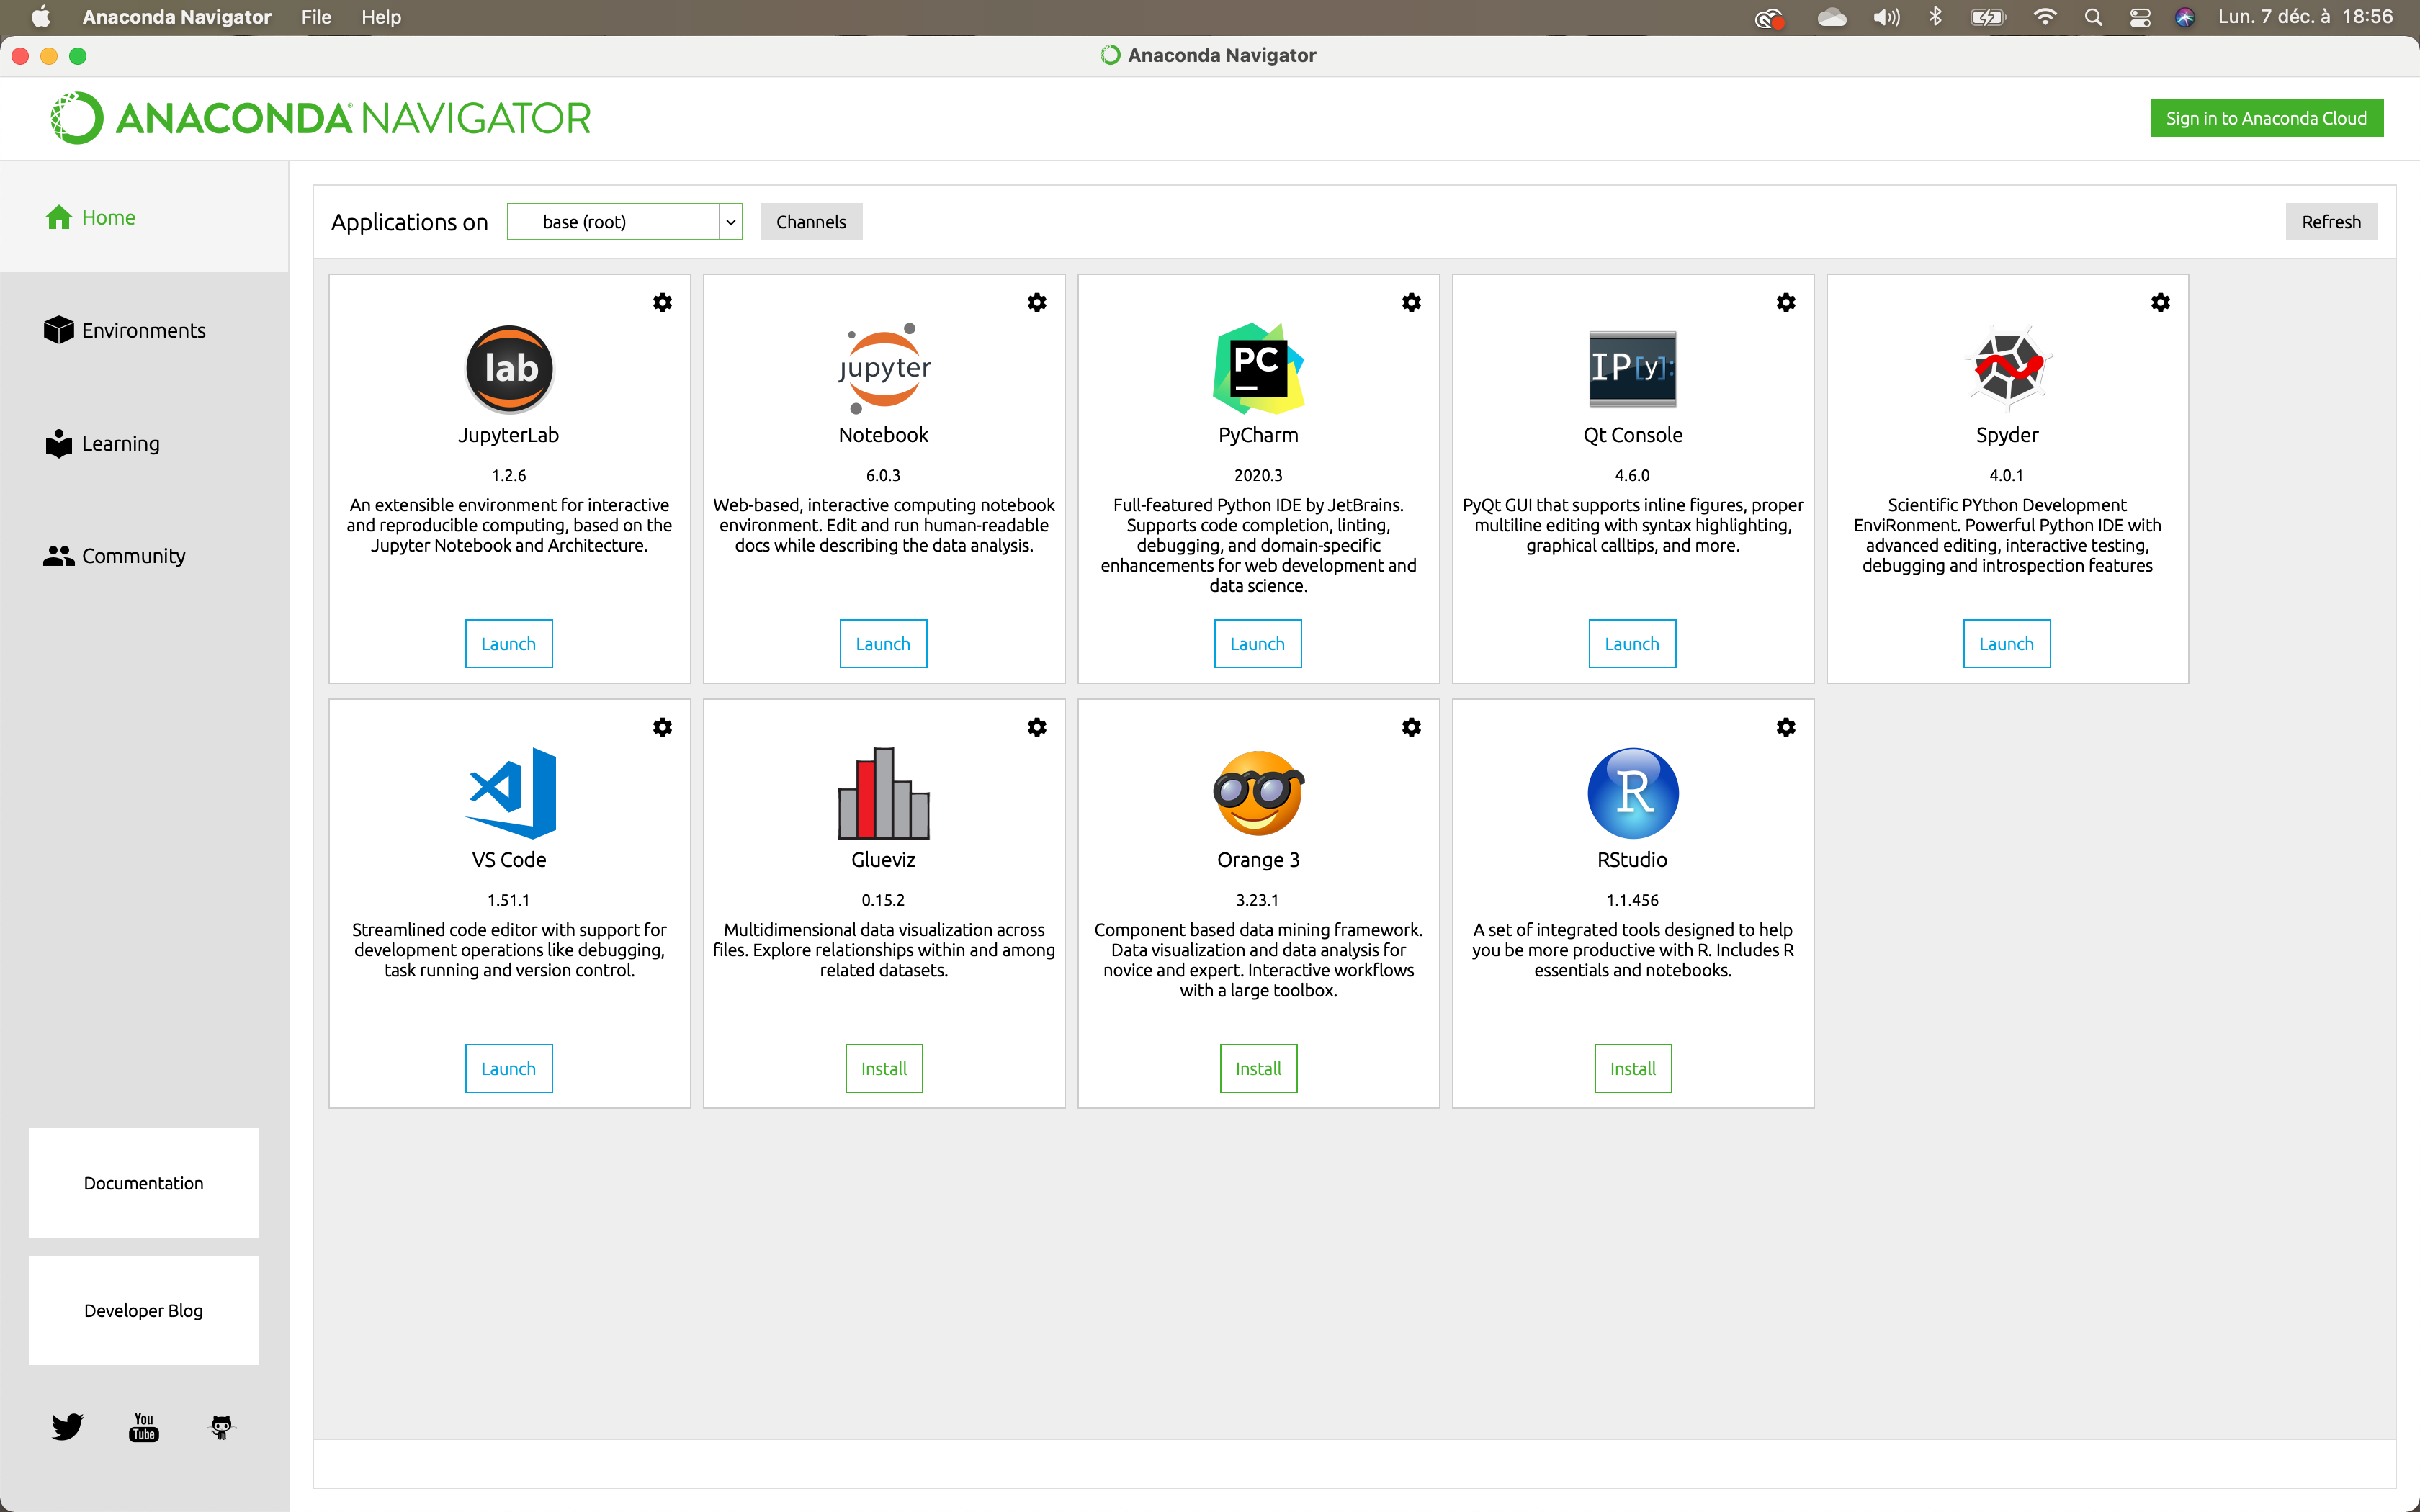 Anaconda Navigator File Help Lun. 7 déc. à 18:56
Anaconda Navigator
ANACONDA NAVIGATOR
Sign in to Anaconda Cloud
Home
Environments
Learning
Community
Documentation
Developer Blog
You
Tube
Applications on base (root) Channels Refresh
lab
JupyterLab
1.2.6
An extensible environment for interactive
and reproducible computing, based on the
Jupyter Notebook and Architecture.
Launch
jupyter
Notebook
6.0.3
Web-based, interactive computing notebook
environment. Edit and run human-readable
docs while describing the data analysis.
Launch
PC
PyCharm
2020.3
Full-featured Python IDE by JetBrains.
Supports code completion, linting,
debugging, and domain-specific
enhancements for web development and
data science.
Launch
IP[y]:
Qt Console
4.6.0
PyQt GUI that supports inline figures, proper
multiline editing with syntax highlighting,
graphical calltips, and more.
Launch
Spyder
4.0.1
Scientific PYthon Development
EnviRonment. Powerful Python IDE with
advanced editing, interactive testing,
debugging and introspection features
Launch
VS Code
1.51.1
Streamlined code editor with support for
development operations like debugging,
task running and version control.
Launch
Glueviz
0.15.2
Multidimensional data visualization across
files. Explore relationships within and among
related datasets.
Install
Orange 3
3.23.1
Component based data mining framework.
Data visualization and data analysis for
novice and expert. Interactive workflows
with a large toolbox.
Install
R
RStudio
1.1.456
A set of integrated tools designed to help
you be more productive with R. Includes R
essentials and notebooks.
Install